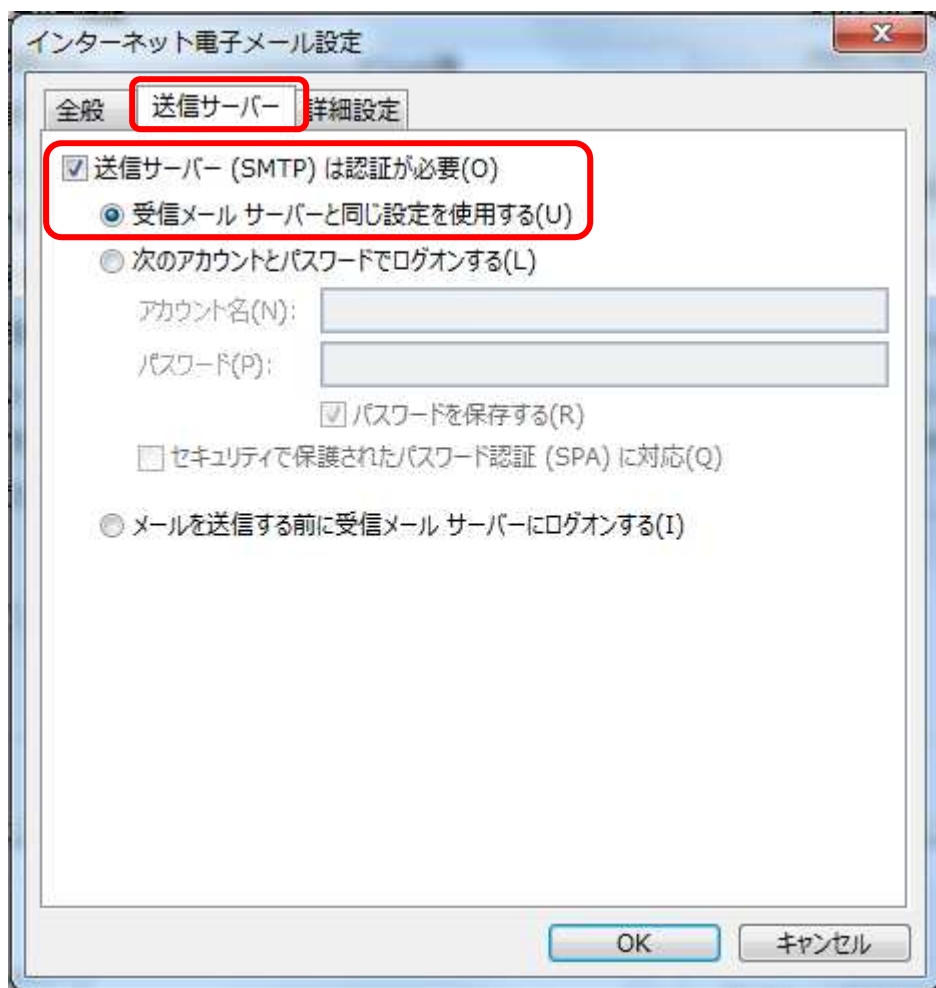 インターネット電子メール設定
全般 送信サーバー 詳細設定
送信サーバー (SMTP) は認証が必要(O)
受信メール サーバーと同じ設定を使用する(U)
次のアカウントとパスワードでログオンする(L)
アカウント名(N):
パスワード(P):
パスワードを保存する(R)
セキュリティで保護されたパスワード認証 (SPA) に対応(Q)
メールを送信する前に受信メール サーバーにログオンする(I)
OK キャンセル